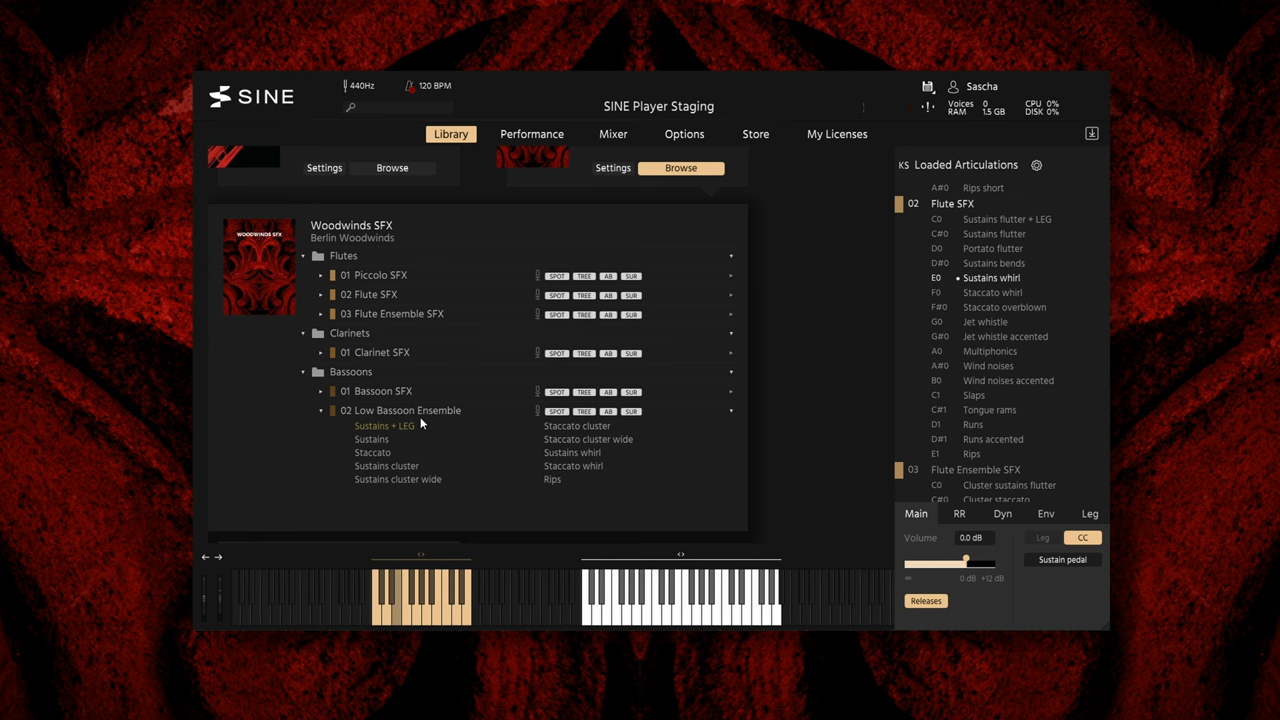 SINE
440Hz
120 BPM
SINE Player Staging
Sascha
Voices 0
RAM 1.5 GB
CPU 0%
DISK 0%
Library
Performance
Mixer
Options
Store
My Licenses
Settings
Browse
Settings
Browse
WOODWINDS SFX
Woodwinds SFX
Berlin Woodwinds
Flutes
01 Piccolo SFX SPOT TREE AB SUR
02 Flute SFX SPOT TREE AB SUR
03 Flute Ensemble SFX SPOT TREE AB SUR
Clarinets
01 Clarinet SFX SPOT TREE AB SUR
Bassoons
01 Bassoon SFX SPOT TREE AB SUR
02 Low Bassoon Ensemble SPOT TREE AB SUR
Sustains + LEG
Sustains
Staccato
Sustains cluster
Sustains cluster wide
Staccato cluster
Staccato cluster wide
Sustains whirl
Staccato whirl
Rips
KS Loaded Articulations
A#0 Rips short
02 Flute SFX
C0 Sustains flutter + LEG
C#0 Sustains flutter
D0 Portato flutter
D#0 Sustains bends
E0 Sustains whirl
F0 Staccato whirl
F#0 Staccato overblown
G0 Jet whistle
G#0 Jet whistle accented
A0 Multiphonics
A#0 Wind noises
B0 Wind noises accented
C1 Slaps
C#1 Tongue rams
D1 Runs
D#1 Runs accented
E1 Rips
03 Flute Ensemble SFX
C0 Cluster sustains flutter
C#0 Cluster staccato
Main
RR
Dyn
Env
Leg
Volume 0.0 dB
Leg
CC
Sustain pedal
∞ 0 dB +12 dB
Releases